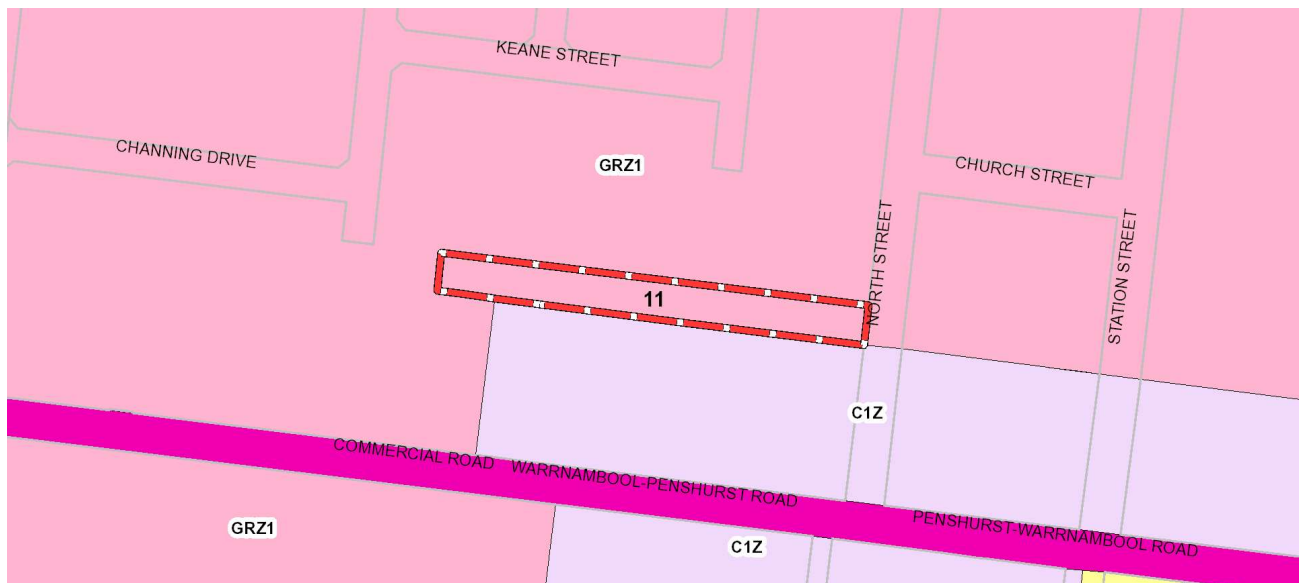 KEANE STREET
CHANNING DRIVE
GRZ1
CHURCH STREET
NORTH STREET
STATION STREET
11
C1Z
COMMERCIAL ROAD
WARRNAMBOOL-PENSHURST ROAD
PENSHURST-WARRNAMBOOL ROAD
GRZ1
C1Z